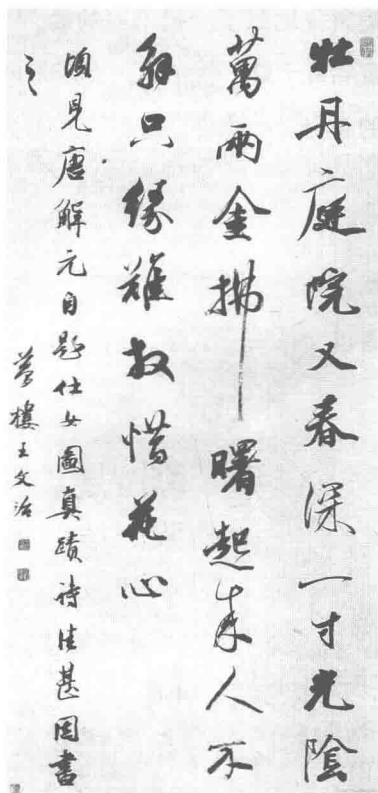 牡丹庭院又春深一寸光陰
萬兩金拂曙起來人不
解只緣難放惜花心
頃見唐解元自題仕女圖真蹟詩佳甚因書
之
夢樓王文治